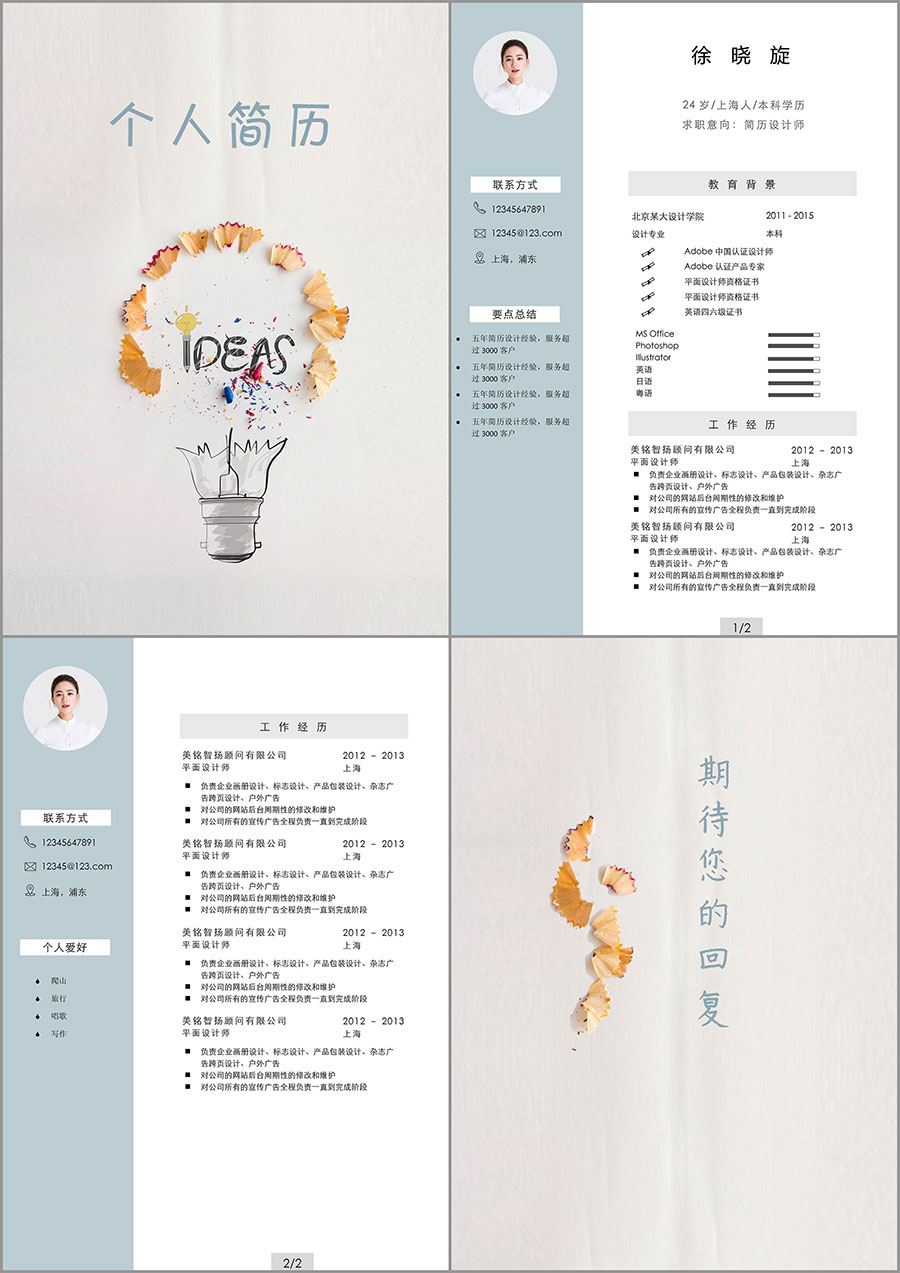 个人简历
IDEAS
徐晓旋
24岁/上海人/本科学历
求职意向：简历设计师
联系方式
12345647891
12345@123.com
上海，浦东
要点总结
五年简历设计经验，服务超
过3000客户
五年简历设计经验，服务超
过3000客户
五年简历设计经验，服务超
过3000客户
五年简历设计经验，服务超
过3000客户
教育背景
北京某大设计学院 2011 - 2015
设计专业 本科
Adobe 中国认证设计师
Adobe 认证产品专家
平面设计师资格证书
平面设计师资格证书
英语四六级证书
MS Office
Photoshop
Illustrator
英语
日语
粤语
工作经历
美铭智扬顾问有限公司 2012 – 2013
平面设计师 上海
负责企业画册设计、标志设计、产品包装设计、杂志广
告跨页设计、户外广告
对公司的网站后台周期性的修改和维护
对公司所有的宣传广告全程负责一直到完成阶段
美铭智扬顾问有限公司 2012 – 2013
平面设计师 上海
负责企业画册设计、标志设计、产品包装设计、杂志广
告跨页设计、户外广告
对公司的网站后台周期性的修改和维护
对公司所有的宣传广告全程负责一直到完成阶段
1/2
联系方式
12345647891
12345@123.com
上海，浦东
个人爱好
爬山
旅行
唱歌
写作
工作经历
美铭智扬顾问有限公司 2012 – 2013
平面设计师 上海
负责企业画册设计、标志设计、产品包装设计、杂志广
告跨页设计、户外广告
对公司的网站后台周期性的修改和维护
对公司所有的宣传广告全程负责一直到完成阶段
美铭智扬顾问有限公司 2012 – 2013
平面设计师 上海
负责企业画册设计、标志设计、产品包装设计、杂志广
告跨页设计、户外广告
对公司的网站后台周期性的修改和维护
对公司所有的宣传广告全程负责一直到完成阶段
美铭智扬顾问有限公司 2012 – 2013
平面设计师 上海
负责企业画册设计、标志设计、产品包装设计、杂志广
告跨页设计、户外广告
对公司的网站后台周期性的修改和维护
对公司所有的宣传广告全程负责一直到完成阶段
美铭智扬顾问有限公司 2012 – 2013
平面设计师 上海
负责企业画册设计、标志设计、产品包装设计、杂志广
告跨页设计、户外广告
对公司的网站后台周期性的修改和维护
对公司所有的宣传广告全程负责一直到完成阶段
2/2
期待您的回复